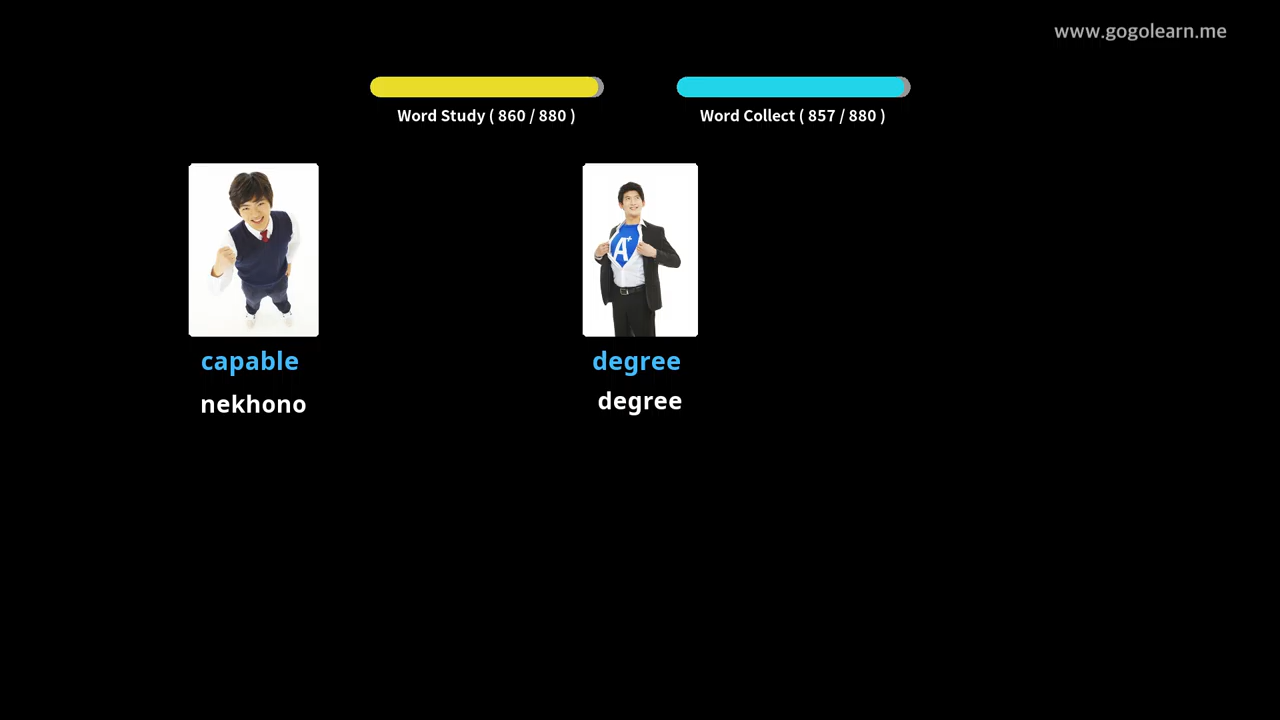 www.gogolearn.me
Word Study ( 860 / 880 )
Word Collect ( 857 / 880 )
A+
capable
degree
nekhono
degree